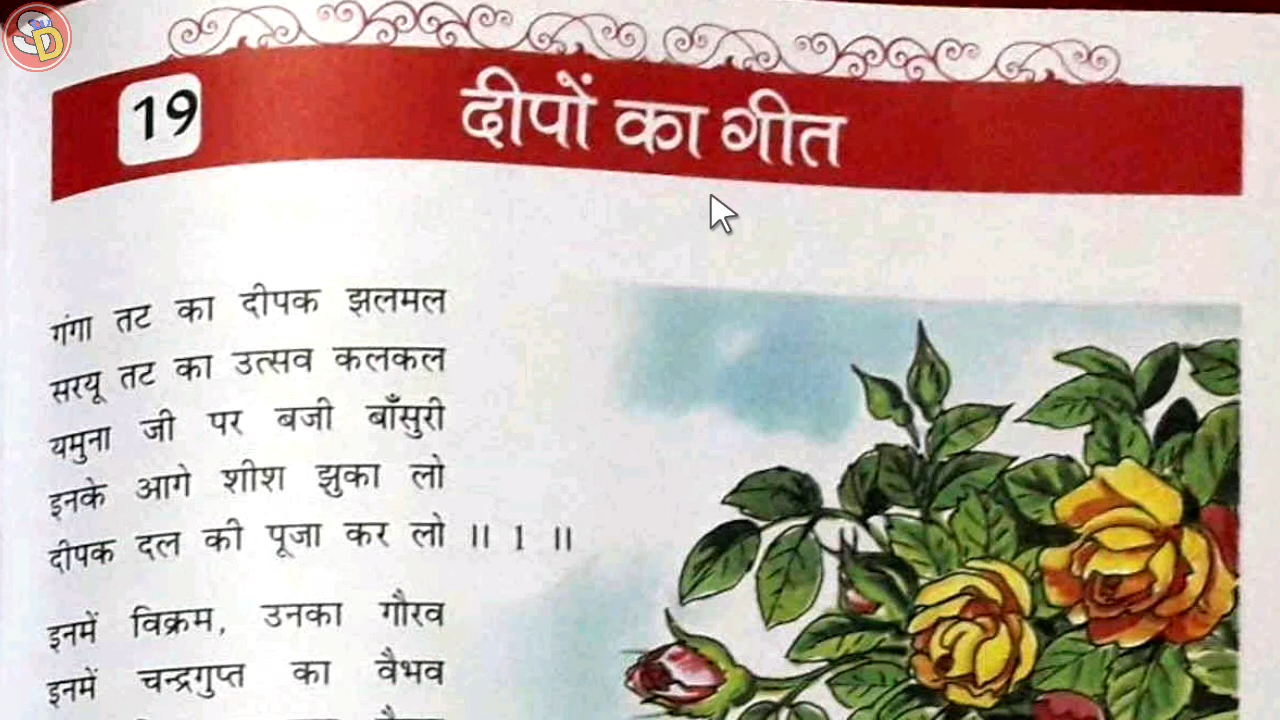 SD
19
दीपों का गीत
गंगा तट का दीपक झलमल
सरयू तट का उत्सव कलकल
यमुना जी पर बजी बाँसुरी
इनके आगे शीश झुका लो
दीपक दल की पूजा कर लो ॥ 1 ॥
इनमें विक्रम, उनका गौरव
इनमें चन्द्रगुप्त का वैभव